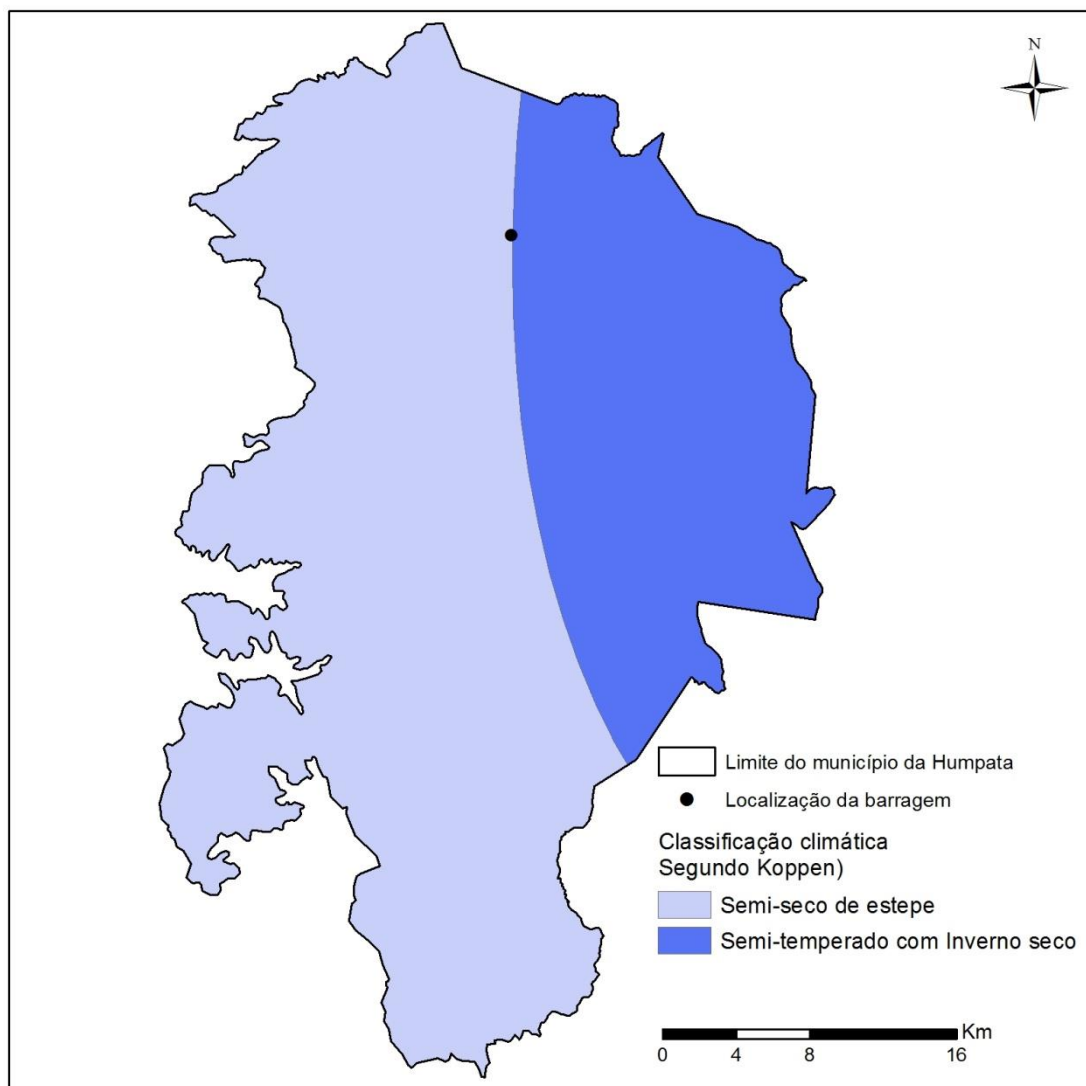 N
Limite do município da Humpata
Localização da barragem
Classificação climática
Segundo Koppen)
Semi-seco de estepe
Semi-temperado com Inverno seco
Km
0 4 8 16